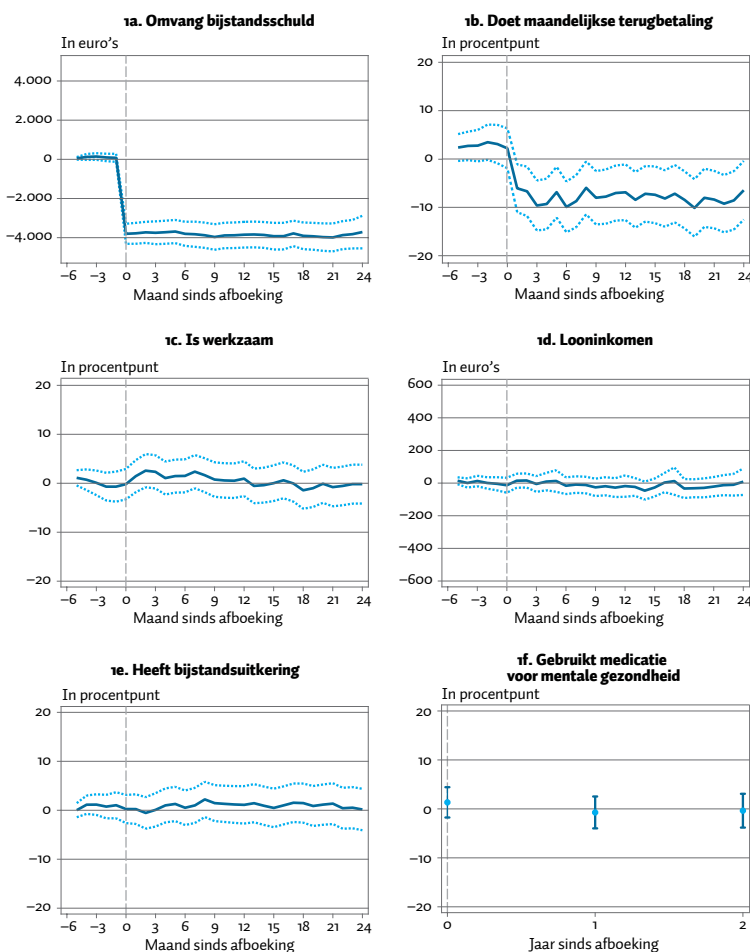 1a. Omvang bijstandsschuld
In euro's
4.000
2.000
0
−2.000
−4.000
−6 −3 0 3 6 9 12 15 18 21 24
Maand sinds afboeking
1b. Doet maandelijkse terugbetaling
In procentpunt
20
10
0
−10
−20
−6 −3 0 3 6 9 12 15 18 21 24
Maand sinds afboeking
1c. Is werkzaam
In procentpunt
20
10
0
−10
−20
−6 −3 0 3 6 9 12 15 18 21 24
Maand sinds afboeking
1d. Looninkomen
In euro's
600
400
200
0
−200
−400
−600
−6 −3 0 3 6 9 12 15 18 21 24
Maand sinds afboeking
1e. Heeft bijstandsuitkering
In procentpunt
20
10
0
−10
−20
−6 −3 0 3 6 9 12 15 18 21 24
Maand sinds afboeking
1f. Gebruikt medicatie
voor mentale gezondheid
In procentpunt
20
10
0
−10
−20
0 1 2
Jaar sinds afboeking